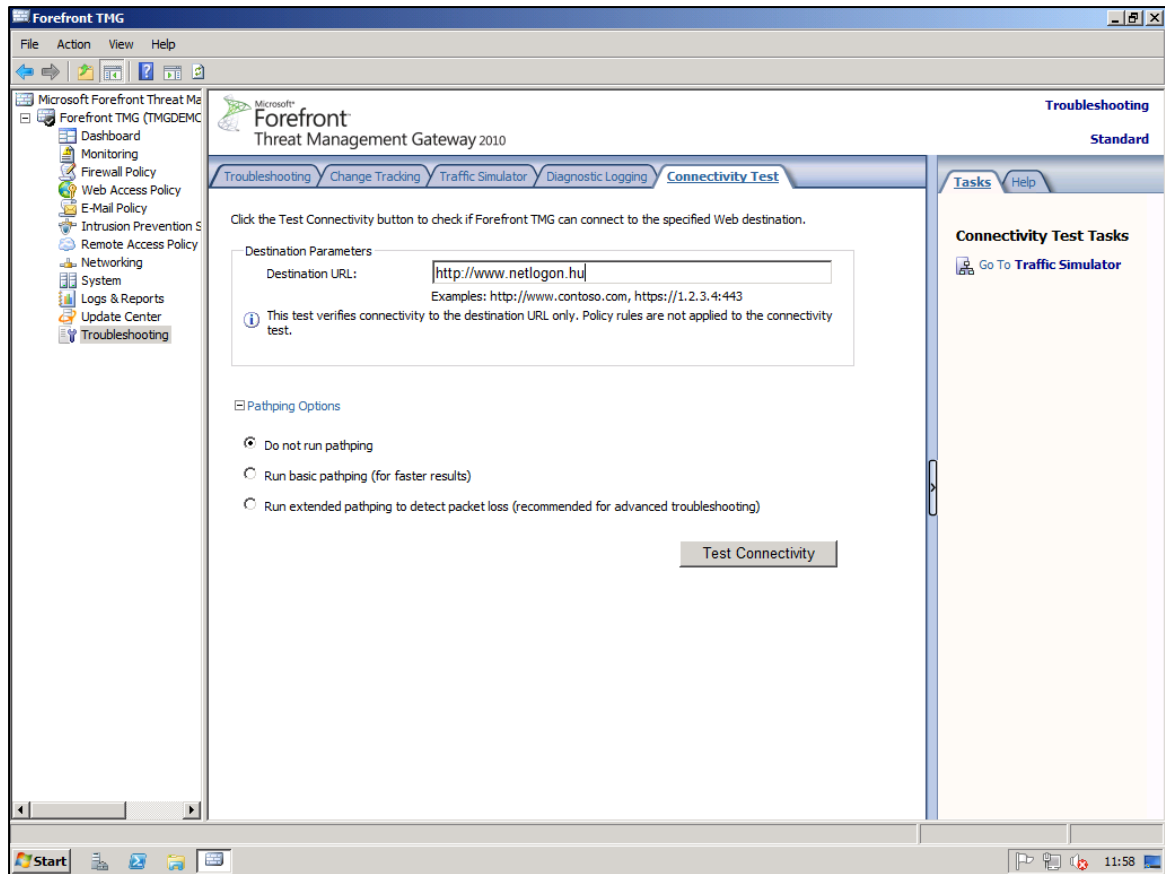 Forefront TMG
File Action View Help
Microsoft Forefront Threat Ma
Forefront TMG (TMGDEMC
Dashboard
Monitoring
Firewall Policy
Web Access Policy
E-Mail Policy
Intrusion Prevention S
Remote Access Policy
Networking
System
Logs & Reports
Update Center
Troubleshooting
Microsoft
Forefront
Threat Management Gateway 2010
Troubleshooting
Standard
Troubleshooting Change Tracking Traffic Simulator Diagnostic Logging Connectivity Test
Click the Test Connectivity button to check if Forefront TMG can connect to the specified Web destination.
Destination Parameters
Destination URL: http://www.netlogon.hu
Examples: http://www.contoso.com, https://1.2.3.4:443
This test verifies connectivity to the destination URL only. Policy rules are not applied to the connectivity
test.
Pathping Options
Do not run pathping
Run basic pathping (for faster results)
Run extended pathping to detect packet loss (recommended for advanced troubleshooting)
Test Connectivity
Tasks Help
Connectivity Test Tasks
Go To Traffic Simulator
Start
11:58